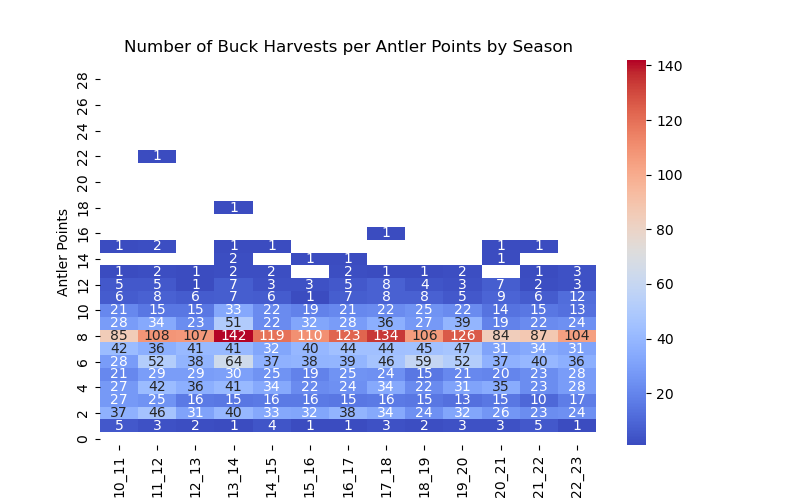 Number of Buck Harvests per Antler Points by Season
Antler Points
28
26
24
22 1
20
18 1
16 1
1 2 1 1 1 1
14 2 1 1 1
1 2 1 2 2 2 1 1 2 1 3
12 5 5 1 7 3 3 5 8 4 3 7 2 3
6 8 6 7 6 1 7 8 8 5 9 6 12
10 21 15 15 33 22 19 21 22 25 22 14 15 13
28 34 23 51 22 32 28 36 27 39 19 22 24
8 85 108 107 142 119 110 123 134 106 126 84 87 104
42 36 41 41 32 40 44 44 45 47 31 34 31
6 28 52 38 64 37 38 39 46 59 52 37 40 36
21 29 29 30 25 19 25 24 15 21 20 23 28
4 27 42 36 41 34 22 24 34 22 31 35 23 28
27 25 16 15 16 16 15 16 15 13 15 10 17
2 37 46 31 40 33 32 38 34 24 32 26 23 24
5 3 2 1 4 1 1 3 2 3 3 5 1
0
10_11 11_12 12_13 13_14 14_15 15_16 16_17 17_18 18_19 19_20 20_21 21_22 22_23
140
120
100
80
60
40
20